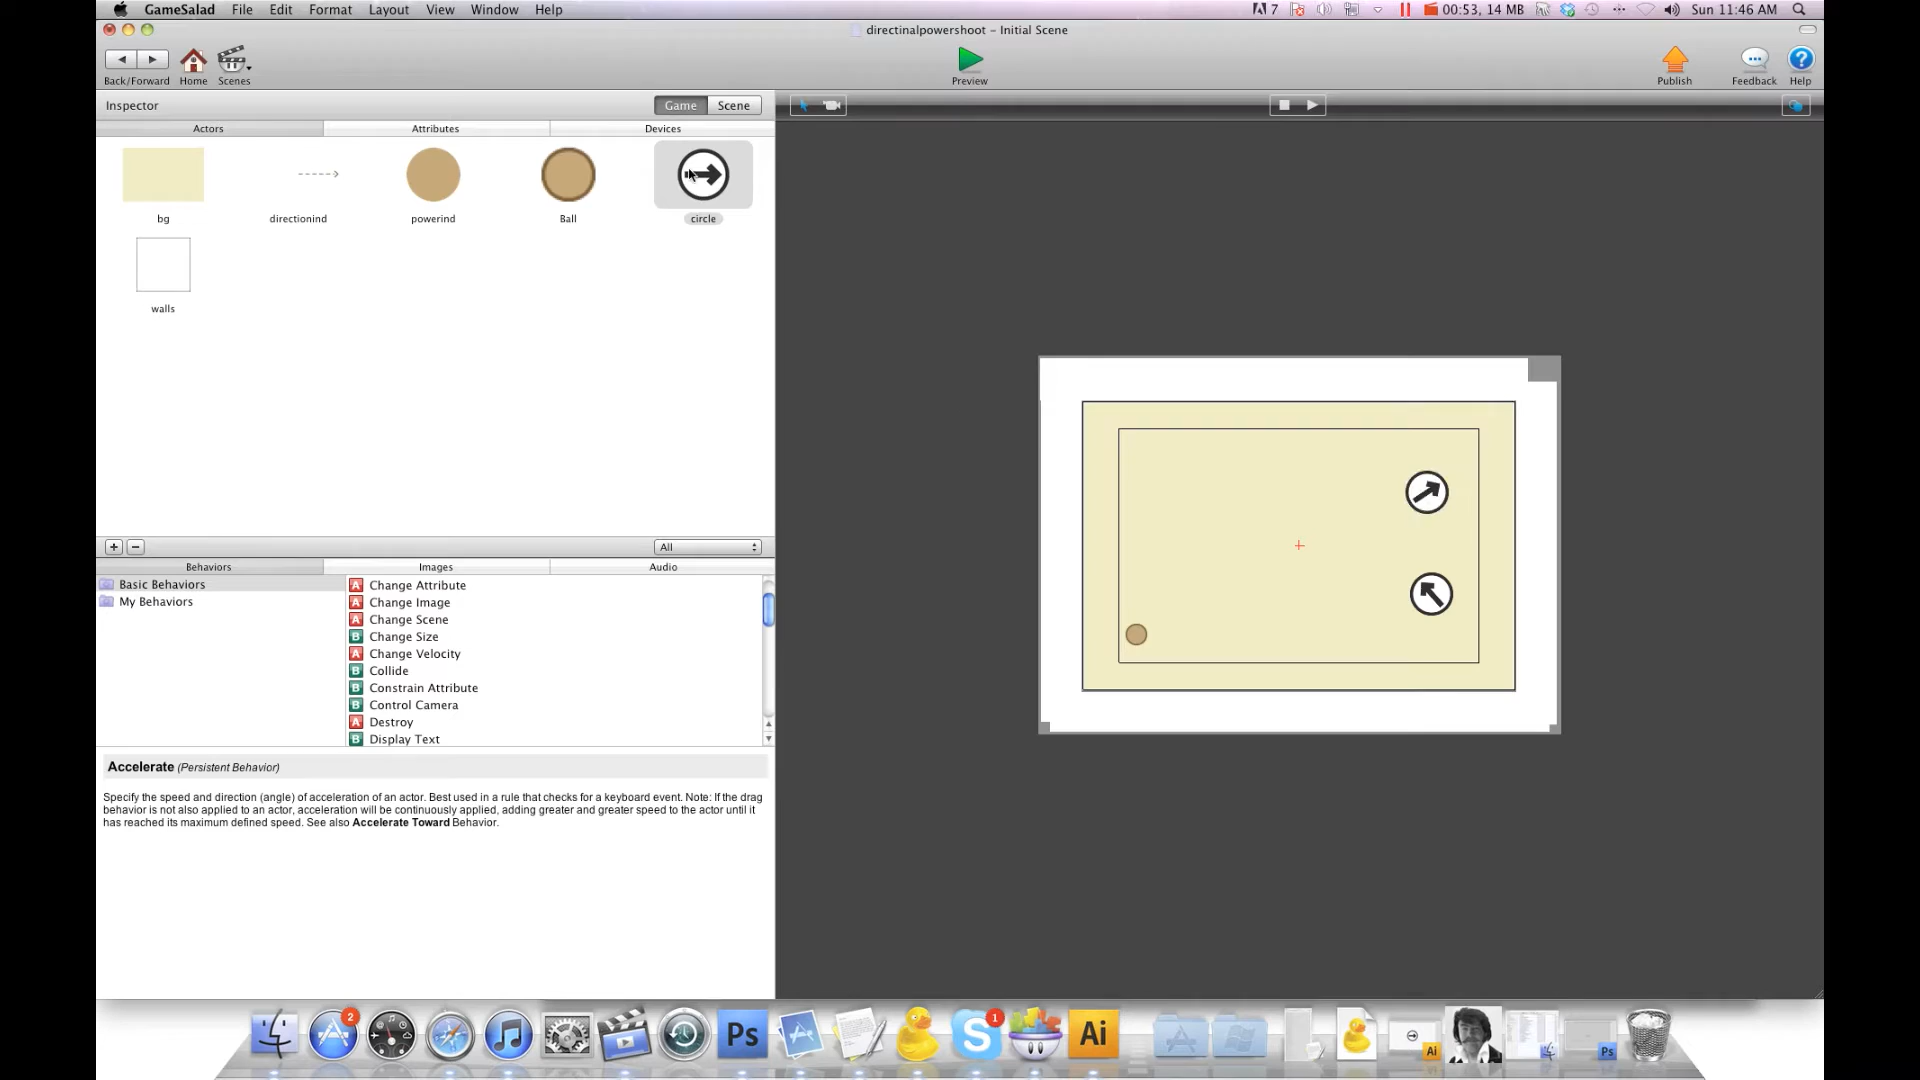 GameSalad File Edit Format Layout View Window Help 7 00:53, 14 MB Sun 11:46 AM
directinalpowershoot – Initial Scene
Back/Forward Home Scenes Preview Publish Feedback Help
Inspector Game Scene
Actors Attributes Devices
bg directionind powerind Ball circle
walls
All
Behaviors Images Audio
Basic Behaviors
My Behaviors
A Change Attribute
A Change Image
A Change Scene
B Change Size
A Change Velocity
B Collide
B Constrain Attribute
B Control Camera
A Destroy
B Display Text
Accelerate (Persistent Behavior)
Specify the speed and direction (angle) of acceleration of an actor. Best used in a rule that checks for a keyboard event. Note: If the drag
behavior is not also applied to an actor, acceleration will be continuously applied, adding greater and greater speed to the actor until it
has reached its maximum defined speed. See also Accelerate Toward Behavior.
2 Ps S 1 Ai Ai Ps